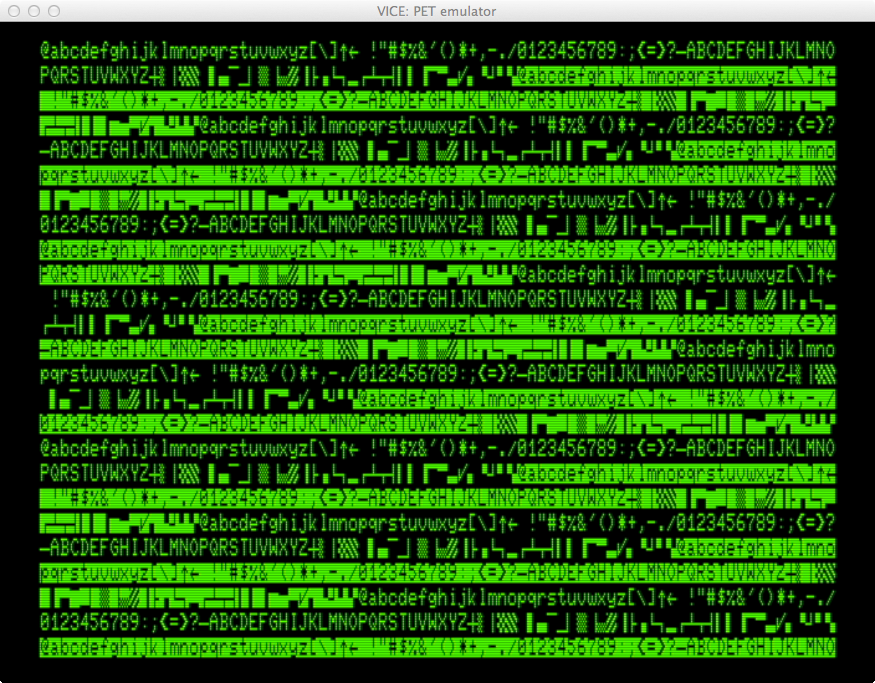 @abcdefghijklmnopqrstuvwxyz[\]↑← !"#$%&'()*+,-./0123456789:;<=>?─ABCDEFGHIJKLMNO
PQRSTUVWXYZ┼ @abcdefghijklmnopqrstuvwxyz[\]↑←
 !"#$%&'()*+,-./0123456789:;<=>?─ABCDEFGHIJKLMNOPQRSTUVWXYZ┼
@abcdefghijklmnopqrstuvwxyz[\]↑← !"#$%&'()*+,-./0123456789:;<=>?
─ABCDEFGHIJKLMNOPQRSTUVWXYZ┼ @abcdefghijklmno
pqrstuvwxyz[\]↑← !"#$%&'()*+,-./0123456789:;<=>?─ABCDEFGHIJKLMNOPQRSTUVWXYZ┼
@abcdefghijklmnopqrstuvwxyz[\]↑← !"#$%&'()*+,-./
0123456789:;<=>?─ABCDEFGHIJKLMNOPQRSTUVWXYZ┼
@abcdefghijklmnopqrstuvwxyz[\]↑← !"#$%&'()*+,-./0123456789:;<=>?─ABCDEFGHIJKLMNO
PQRSTUVWXYZ┼ @abcdefghijklmnopqrstuvwxyz[\]↑←
 !"#$%&'()*+,-./0123456789:;<=>?─ABCDEFGHIJKLMNOPQRSTUVWXYZ┼
@abcdefghijklmnopqrstuvwxyz[\]↑← !"#$%&'()*+,-./0123456789:;<=>?
─ABCDEFGHIJKLMNOPQRSTUVWXYZ┼ @abcdefghijklmno
pqrstuvwxyz[\]↑← !"#$%&'()*+,-./0123456789:;<=>?─ABCDEFGHIJKLMNOPQRSTUVWXYZ┼
@abcdefghijklmnopqrstuvwxyz[\]↑← !"#$%&'()*+,-./
0123456789:;<=>?─ABCDEFGHIJKLMNOPQRSTUVWXYZ┼
@abcdefghijklmnopqrstuvwxyz[\]↑← !"#$%&'()*+,-./0123456789:;<=>?─ABCDEFGHIJKLMNO
PQRSTUVWXYZ┼ @abcdefghijklmnopqrstuvwxyz[\]↑←
 !"#$%&'()*+,-./0123456789:;<=>?─ABCDEFGHIJKLMNOPQRSTUVWXYZ┼
@abcdefghijklmnopqrstuvwxyz[\]↑← !"#$%&'()*+,-./0123456789:;<=>?
─ABCDEFGHIJKLMNOPQRSTUVWXYZ┼ @abcdefghijklmno
pqrstuvwxyz[\]↑← !"#$%&'()*+,-./0123456789:;<=>?─ABCDEFGHIJKLMNOPQRSTUVWXYZ┼
@abcdefghijklmnopqrstuvwxyz[\]↑← !"#$%&'()*+,-./
0123456789:;<=>?─ABCDEFGHIJKLMNOPQRSTUVWXYZ┼
@abcdefghijklmnopqrstuvwxyz[\]↑← !"#$%&'()*+,-./0123456789:;<=>?─ABCDEFGHIJKLMNO
VICE: PET emulator